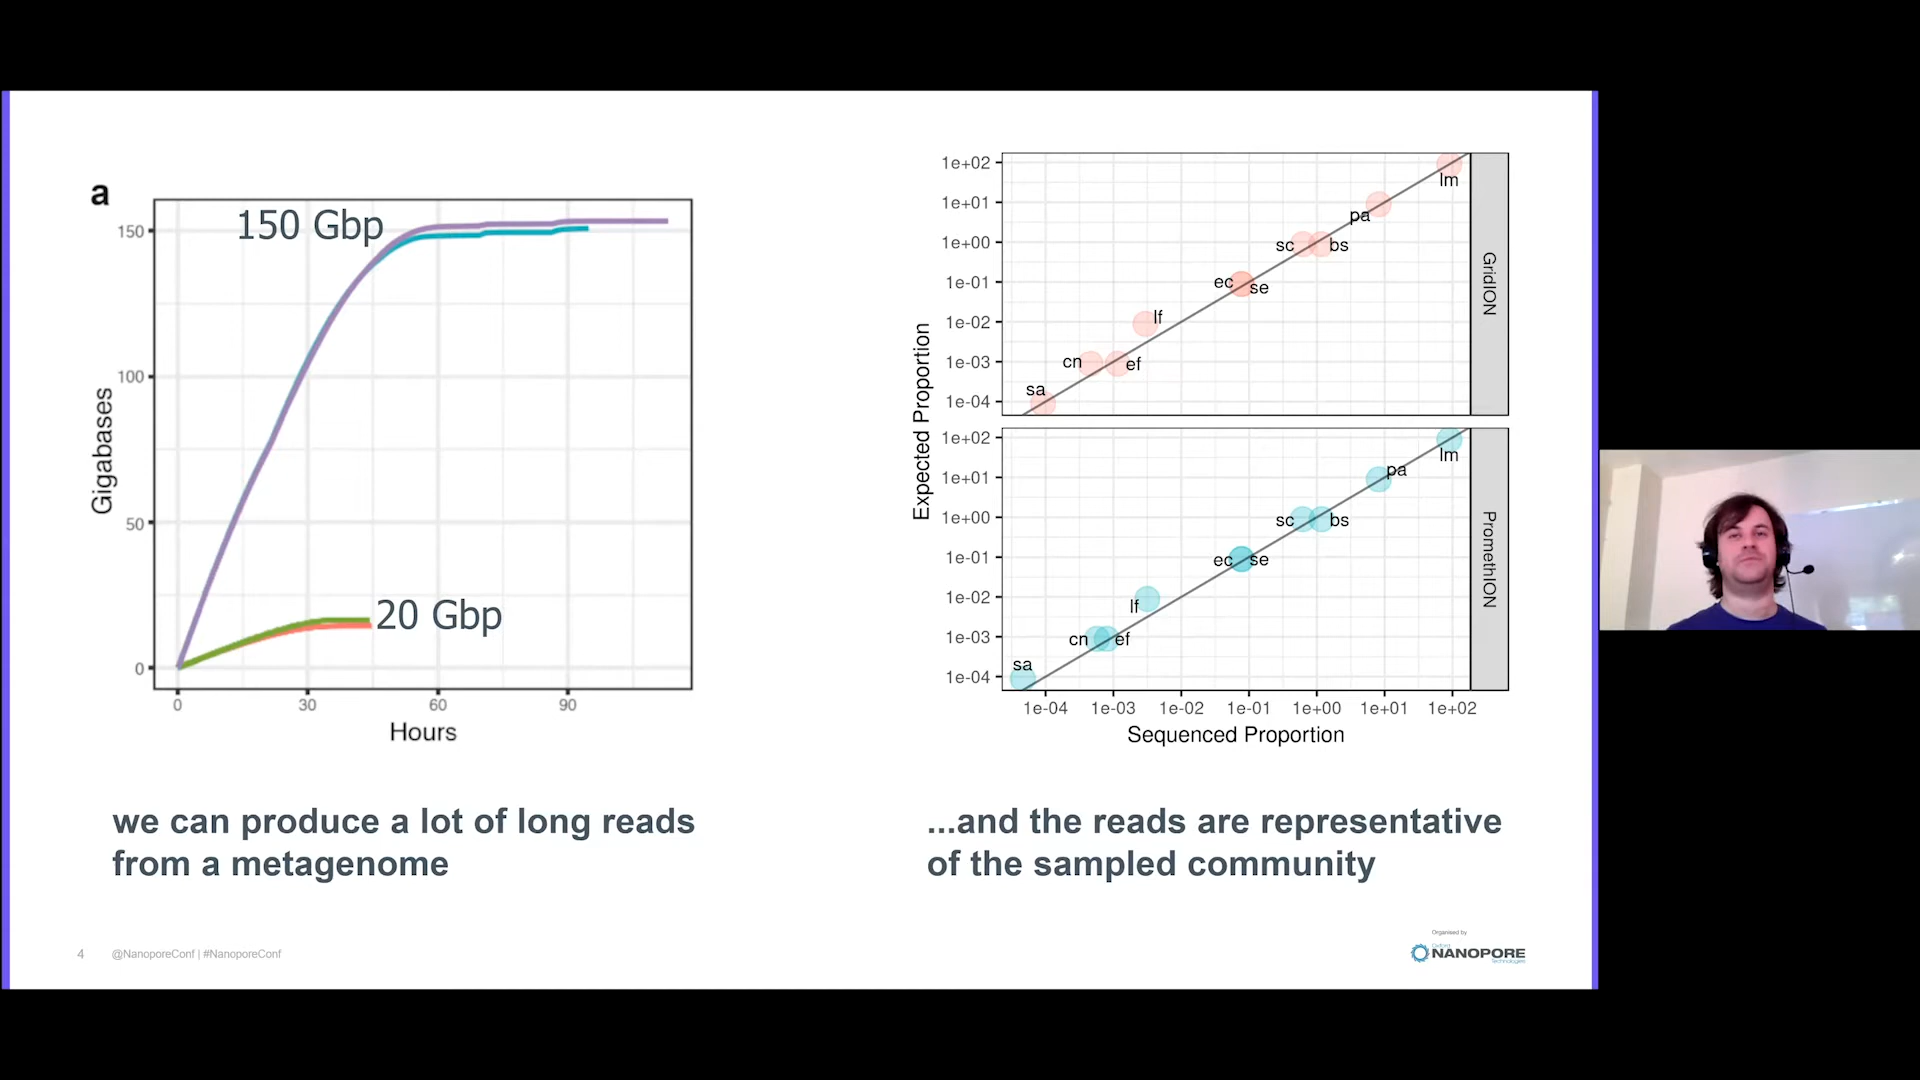 a
150 Gbp
20 Gbp
150
100
50
0
Gigabases
0 30 60 90
Hours
we can produce a lot of long reads
from a metagenome
Expected Proportion
1e+02
1e+01
1e+00
1e-01
1e-02
1e-03
1e-04
lm
pa
sc bs
ec se
lf
cn ef
sa
GridION
1e+02
1e+01
1e+00
1e-01
1e-02
1e-03
1e-04
lm
pa
sc bs
ec se
lf
cn ef
sa
PromethION
1e-04 1e-03 1e-02 1e-01 1e+00 1e+01 1e+02
Sequenced Proportion
...and the reads are representative
of the sampled community
4 @NanoporeConf | #NanoporeConf
Organised by
Oxford
NANOPORE
Technologies